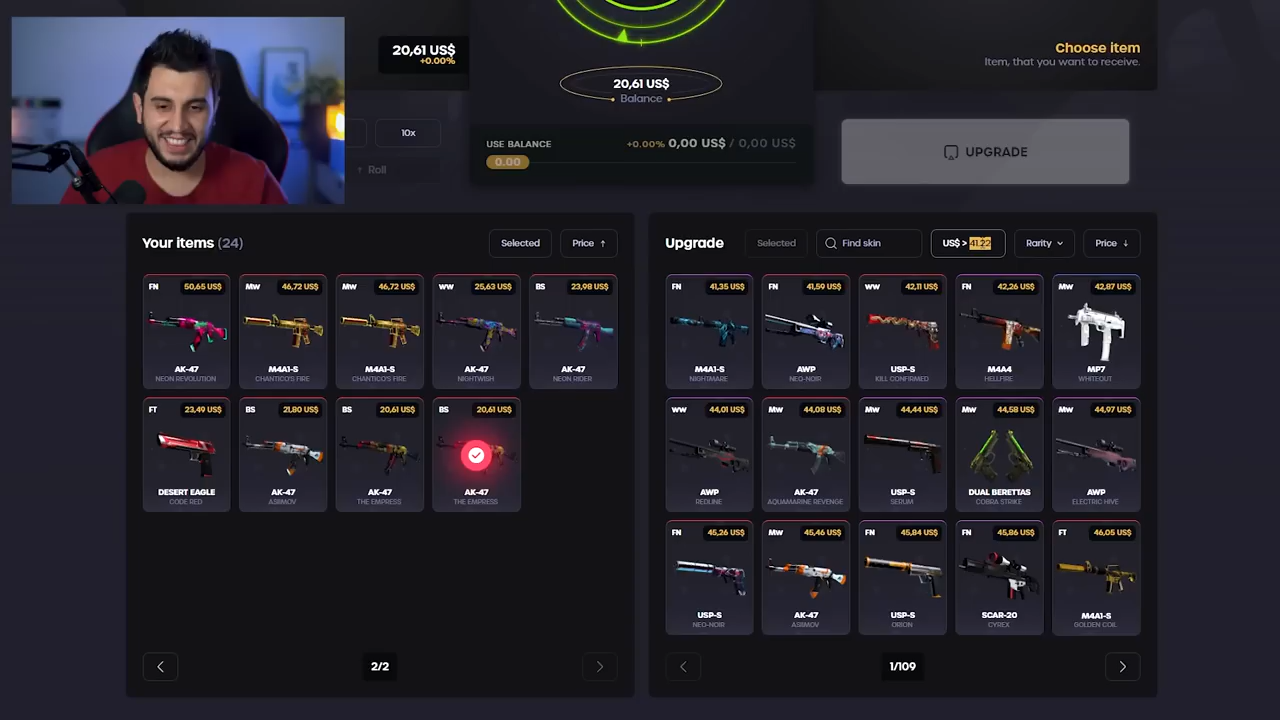 20,61 US$
+0.00%
20,61 US$
Balance
Choose item
Item, that you want to receive.
10x
Roll
USE BALANCE
+0.00% 0,00 US$ / 0,00 US$
0.00
UPGRADE
Your items (24)
Selected
Price ↑
FN 50,65 US$
AK-47
NEON REVOLUTION
MW 46,72 US$
M4A1-S
CHANTICO'S FIRE
MW 46,72 US$
M4A1-S
CHANTICO'S FIRE
WW 25,63 US$
AK-47
NIGHTWISH
BS 23,98 US$
AK-47
NEON RIDER
FT 23,49 US$
DESERT EAGLE
CODE RED
BS 21,80 US$
AK-47
ASIIMOV
BS 20,61 US$
AK-47
THE EMPRESS
BS 20,61 US$
AK-47
THE EMPRESS
2/2
Upgrade
Selected
Find skin
US$ > 41.22
Rarity
Price ↓
FN 41,35 US$
M4A1-S
NIGHTMARE
FN 41,59 US$
AWP
NEO-NOIR
WW 42,11 US$
USP-S
KILL CONFIRMED
FN 42,26 US$
M4A4
HELLFIRE
MW 42,87 US$
MP7
WHITEOUT
WW 44,01 US$
AWP
REDLINE
MW 44,08 US$
AK-47
AQUAMARINE REVENGE
MW 44,44 US$
USP-S
SERUM
MW 44,58 US$
DUAL BERETTAS
COBRA STRIKE
MW 44,97 US$
AWP
ELECTRIC HIVE
FN 45,26 US$
USP-S
NEO-NOIR
MW 45,46 US$
AK-47
ASIIMOV
FN 45,84 US$
USP-S
ORION
FN 45,86 US$
SCAR-20
CYREX
FT 46,05 US$
M4A1-S
GOLDEN COIL
1/109